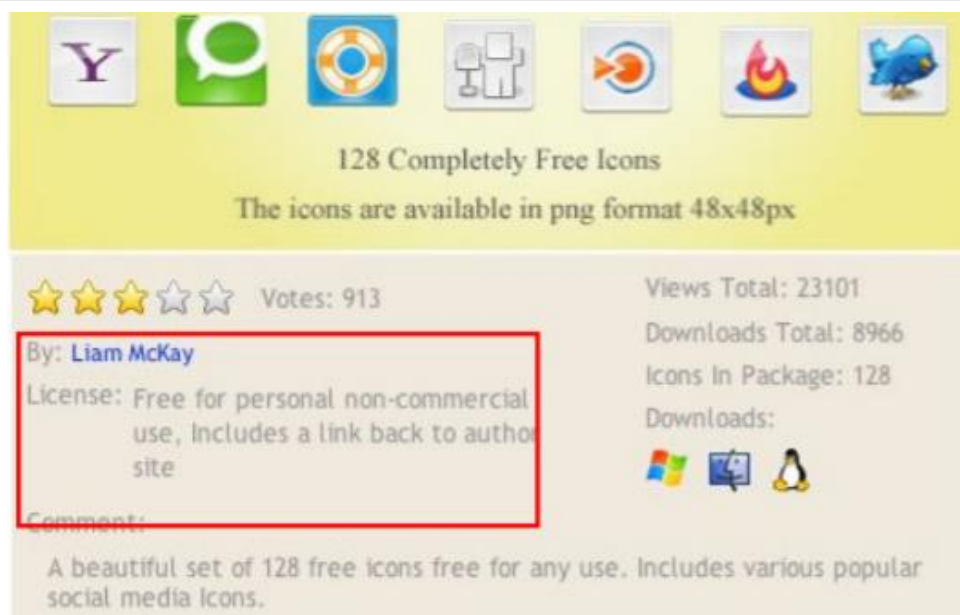 Y
128 Completely Free Icons
The icons are available in png format 48x48px
Votes: 913
By: Liam McKay
License: Free for personal non-commercial
use, Includes a link back to author
site
Comment:
A beautiful set of 128 free icons free for any use. Includes various popular
social media Icons.
Views Total: 23101
Downloads Total: 8966
Icons In Package: 128
Downloads: